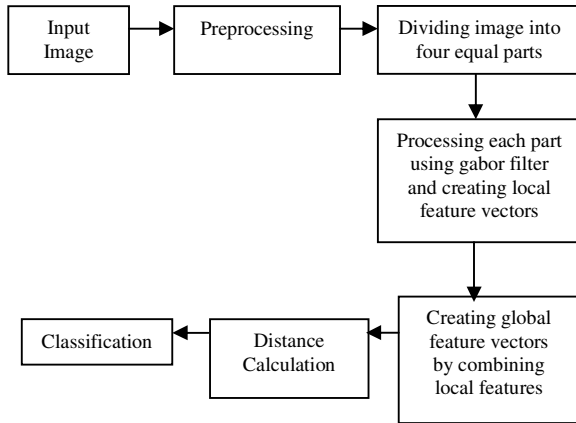 Input
Image
Preprocessing
Dividing image into
four equal parts
Processing each part
using gabor filter
and creating local
feature vectors
Creating global
feature vectors
by combining
local features
Distance
Calculation
Classification